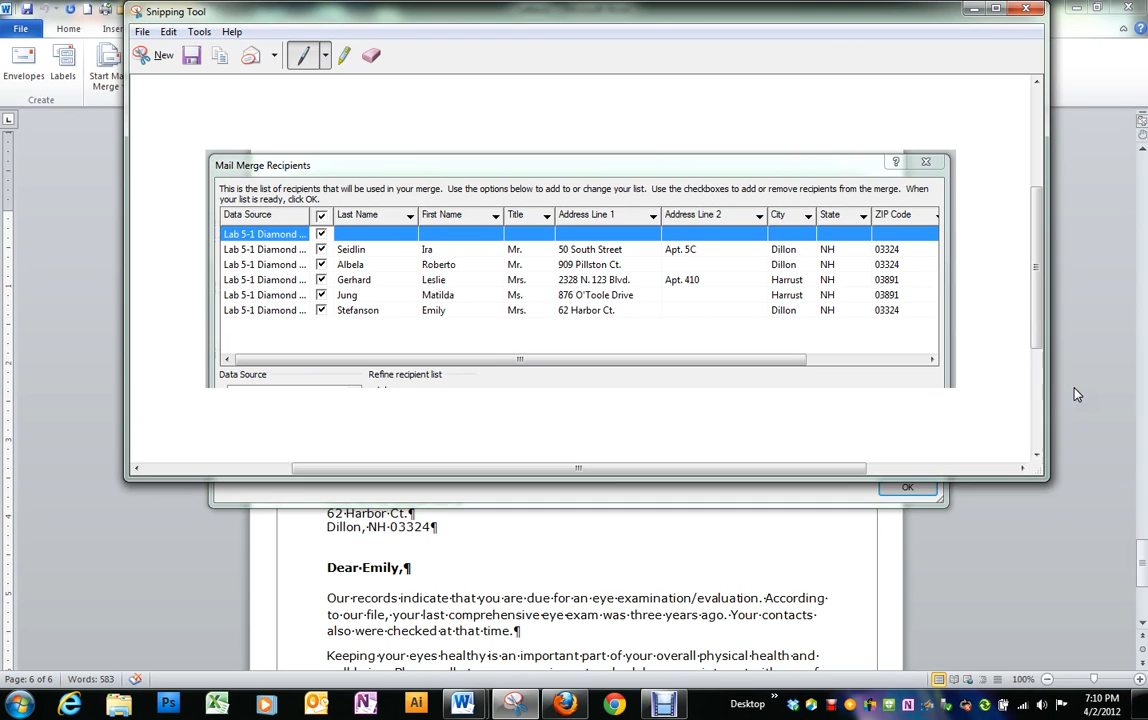 Snipping Tool
File Edit Tools Help
New
File Home Inser
Envelopes Labels Start Ma
Merge
Create
Mail Merge Recipients
This is the list of recipients that will be used in your merge. Use the options below to add to or change your list. Use the checkboxes to add or remove recipients from the merge. When
your list is ready, click OK.
Data Source Last Name First Name Title Address Line 1 Address Line 2 City State ZIP Code
Lab 5-1 Diamond ...
Lab 5-1 Diamond ... Seidlin Ira Mr. 50 South Street Apt. 5C Dillon NH 03324
Lab 5-1 Diamond ... Albela Roberto Mr. 909 Pillston Ct. Dillon NH 03324
Lab 5-1 Diamond ... Gerhard Leslie Mrs. 2328 N. 123 Blvd. Apt. 410 Harrust NH 03891
Lab 5-1 Diamond ... Jung Matilda Ms. 876 O'Toole Drive Harrust NH 03891
Lab 5-1 Diamond ... Stefanson Emily Mrs. 62 Harbor Ct. Dillon NH 03324
Data Source Refine recipient list
OK
62·Harbor·Ct.¶
Dillon,·NH·03324¶
Dear·Emily,¶
Our·records·indicate·that·you·are·due·for·an·eye·examination/evaluation.·According·
to·our·file,·your·last·comprehensive·eye·exam·was·three·years·ago.·Your·contacts·
also·were·checked·at·that·time.¶
Keeping·your·eyes·healthy·is·an·important·part·of·your·overall·physical·health·and·
Page: 6 of 6 Words: 583 100%
Desktop
7:10 PM
4/2/2012